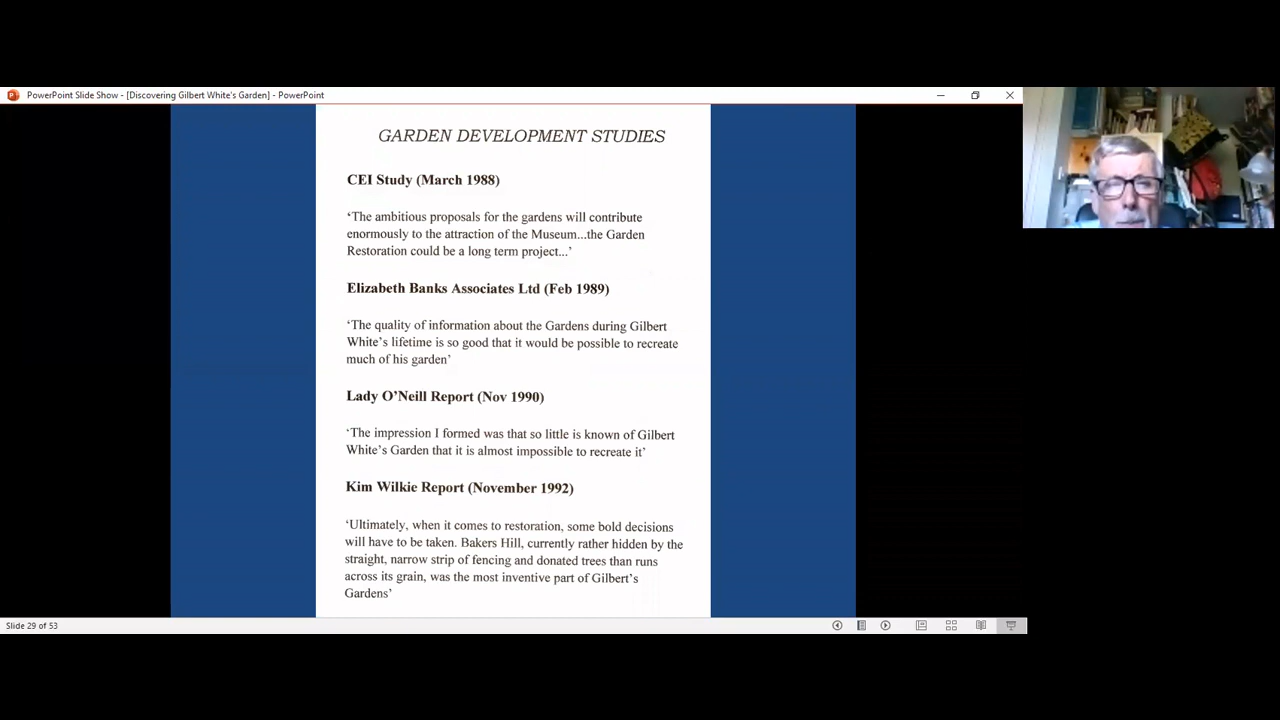 PowerPoint Slide Show - [Discovering Gilbert White's Garden] - PowerPoint
GARDEN DEVELOPMENT STUDIES
CEI Study (March 1988)
‘The ambitious proposals for the gardens will contribute
enormously to the attraction of the Museum...the Garden
Restoration could be a long term project...’
Elizabeth Banks Associates Ltd (Feb 1989)
‘The quality of information about the Gardens during Gilbert
White’s lifetime is so good that it would be possible to recreate
much of his garden’
Lady O’Neill Report (Nov 1990)
‘The impression I formed was that so little is known of Gilbert
White’s Garden that it is almost impossible to recreate it’
Kim Wilkie Report (November 1992)
‘Ultimately, when it comes to restoration, some bold decisions
will have to be taken. Bakers Hill, currently rather hidden by the
straight, narrow strip of fencing and donated trees than runs
across its grain, was the most inventive part of Gilbert’s
Gardens’
Slide 29 of 53